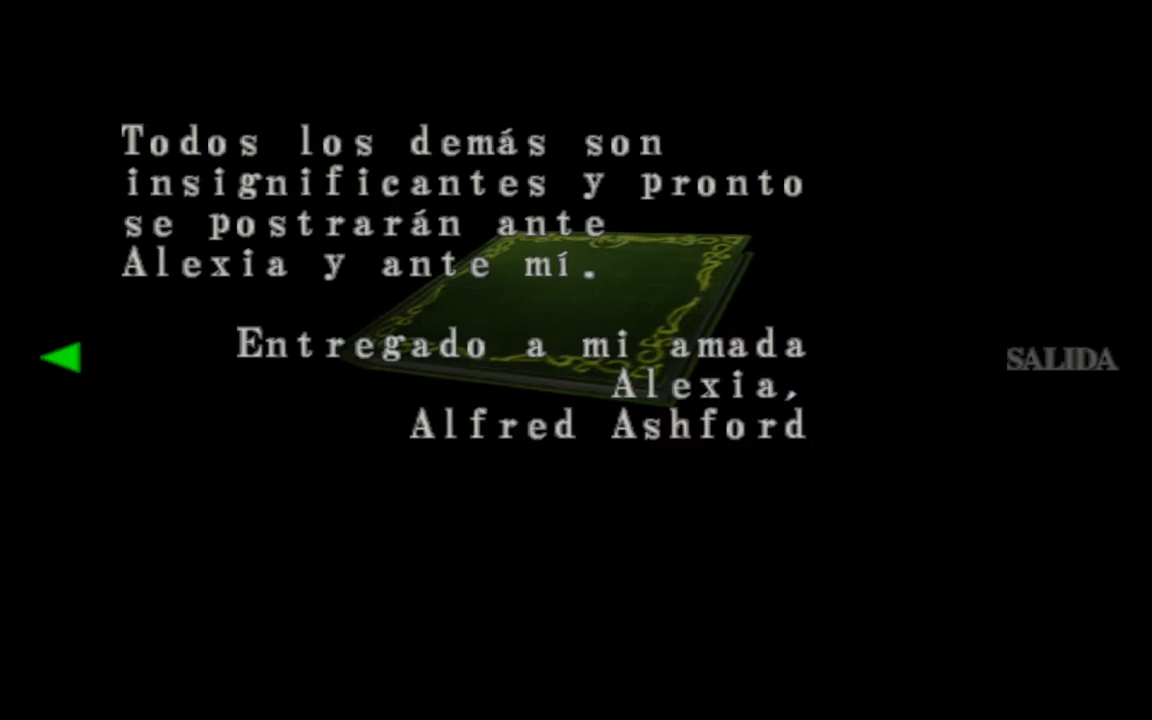 Todos los demás son
insignificantes y pronto
se postrarán ante
Alexia y ante mí.
Entregado a mi amada
Alexia,
Alfred Ashford
SALIDA